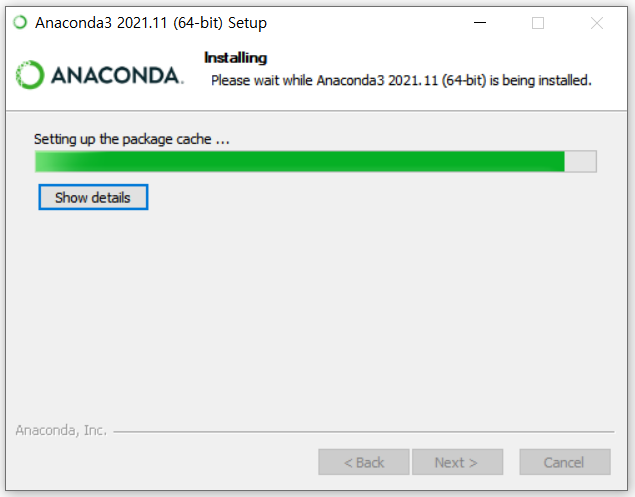 Anaconda3 2021.11 (64-bit) Setup
ANACONDA.
Installing
Please wait while Anaconda3 2021.11 (64-bit) is being installed.
Setting up the package cache ...
Show details
Anaconda, Inc.
< Back
Next >
Cancel